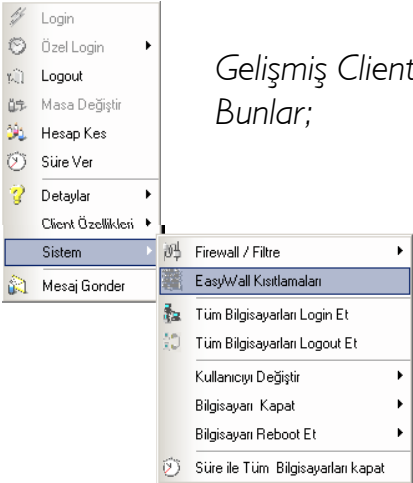 Login
Özel Login
Logout
Masa Değiştir
Hesap Kes
Süre Ver
Detaylar
Client Özellikleri
Sistem
Mesaj Gonder
Gelişmiş Client
Bunlar;
Firewall / Filtre
EasyWall Kısıtlamaları
Tüm Bilgisayarları Login Et
Tüm Bilgisayarları Logout Et
Kullanıcıyı Değiştir
Bilgisayarı Kapat
Bilgisayarı Reboot Et
Süre ile Tüm Bilgisayarları kapat